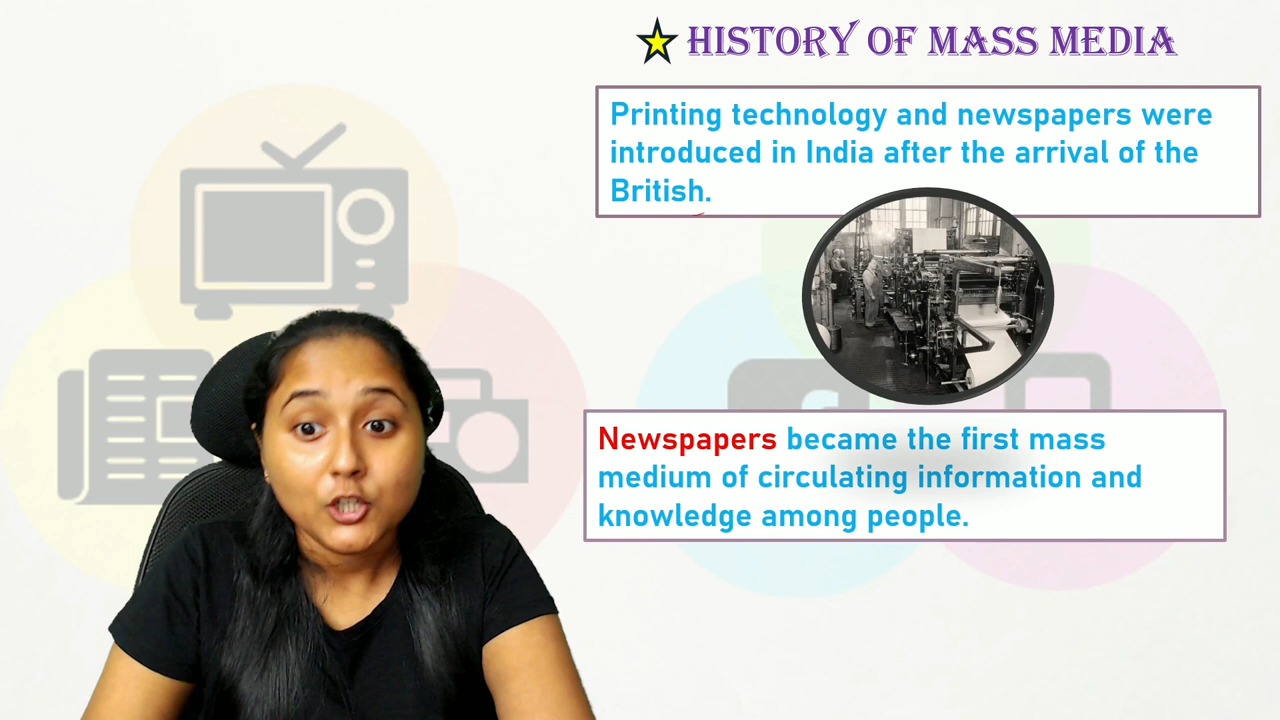 HISTORY OF MASS MEDIA
Printing technology and newspapers were
introduced in India after the arrival of the
British.
Newspapers became the first mass
medium of circulating information and
knowledge among people.